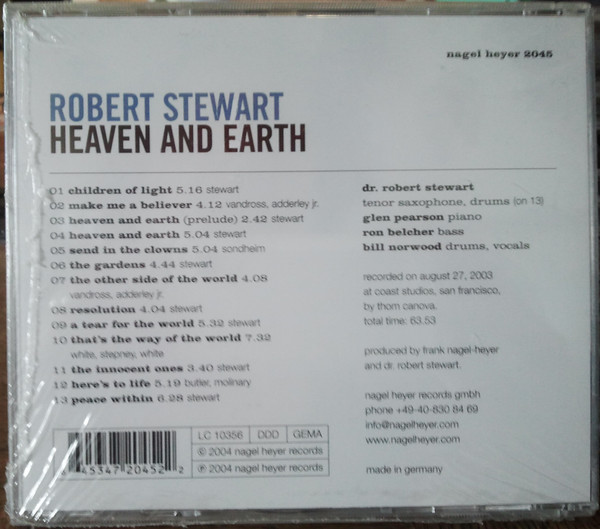 nagel heyer 2045
ROBERT STEWART
HEAVEN AND EARTH
01 children of light 5.16 stewart
02 make me a believer 4.12 vandross, adderley jr.
03 heaven and earth (prelude) 2.42 stewart
04 heaven and earth 5.04 stewart
05 send in the clowns 5.04 sondheim
06 the gardens 4.44 stewart
07 the other side of the world 4.08
vandross, adderley jr.
08 resolution 4.04 stewart
09 a tear for the world 5.32 stewart
10 that's the way of the world 7.32
white, stepney, white
11 the innocent ones 3.40 stewart
12 here's to life 5.19 butler, molinary
13 peace within 6.28 stewart
dr. robert stewart
tenor saxophone, drums (on 13)
glen pearson piano
ron belcher bass
bill norwood drums, vocals
recorded on august 27, 2003
at coast studios, san francisco,
by thom canova.
total time: 63.53
produced by frank nagel-heyer
and dr. robert stewart.
nagel heyer records gmbh
phone +49-40-830 84 69
info@nagelheyer.com
www.nagelheyer.com
made in germany
LC 10356 DDD GEMA
© 2004 nagel heyer records
℗ 2004 nagel heyer records
45347 20452 2